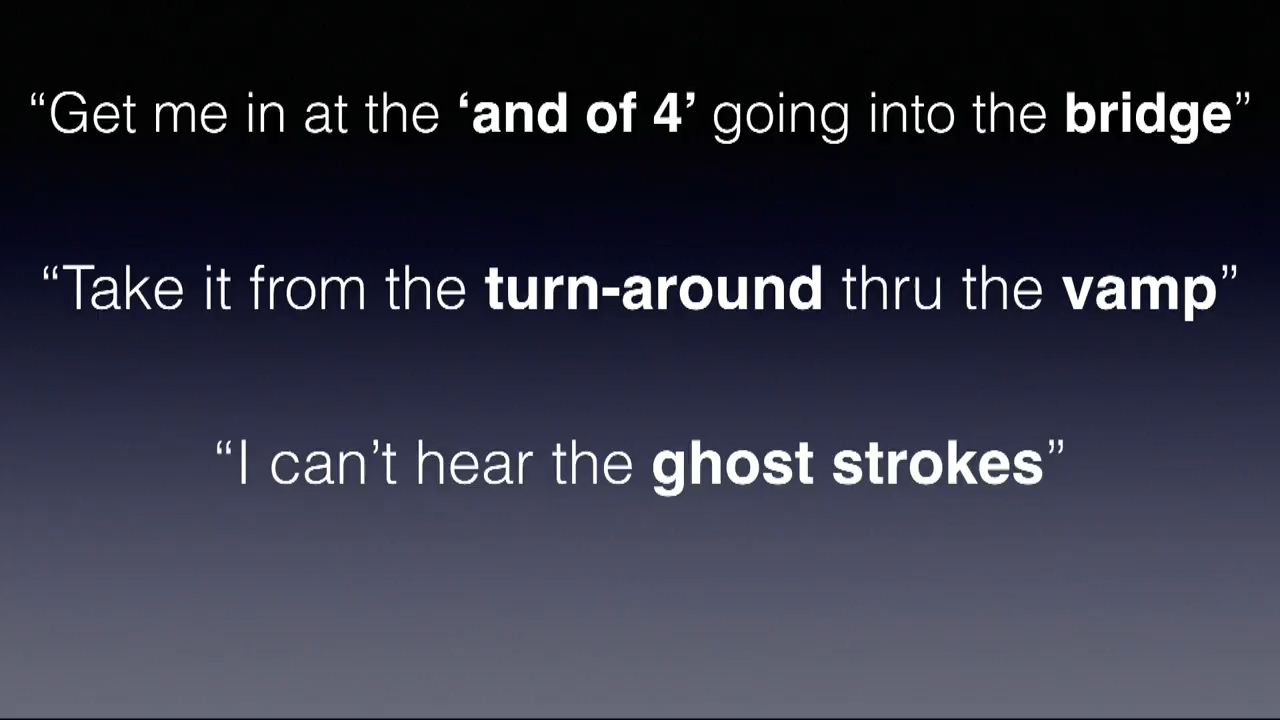 “Get me in at the ‘and of 4’ going into the bridge”
“Take it from the turn-around thru the vamp”
“I can’t hear the ghost strokes”